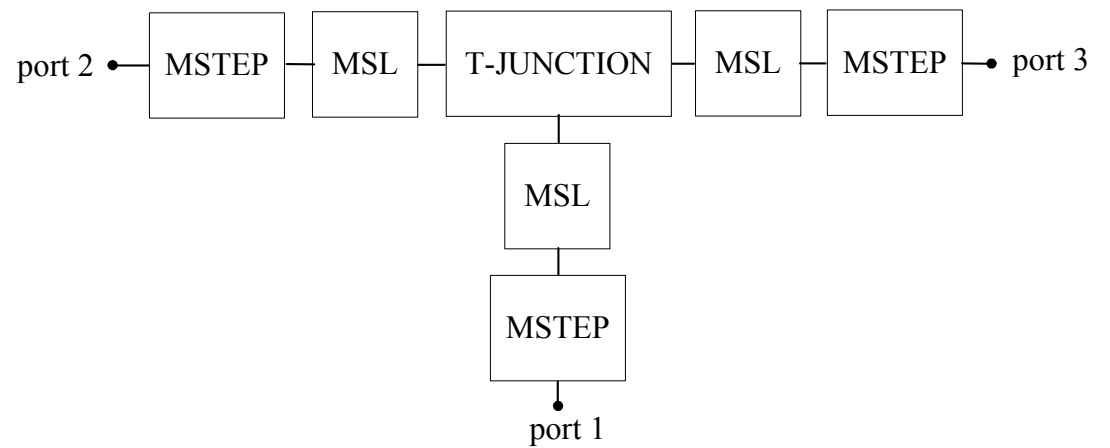 port 2 MSTEP MSL T-JUNCTION MSL MSTEP port 3
MSL
MSTEP
port 1